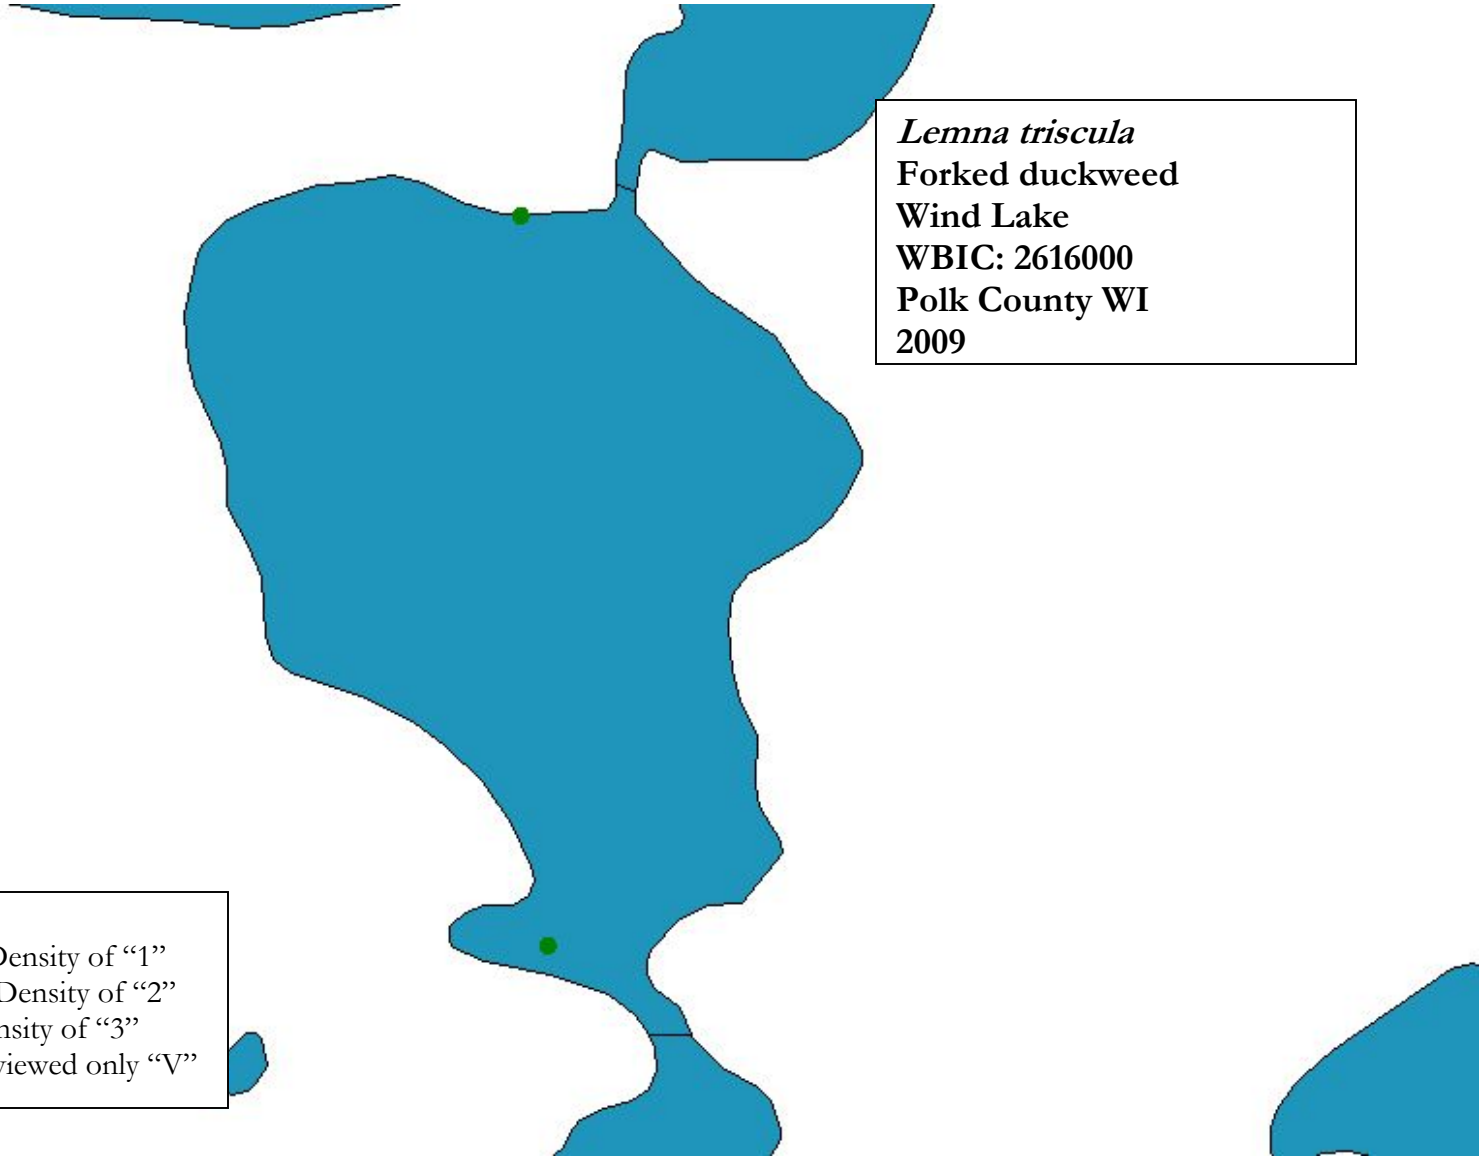 Lemna triscula
Forked duckweed
Wind Lake
WBIC: 2616000
Polk County WI
2009
Density of “1”
Density of “2”
of “3”
viewed only “V”